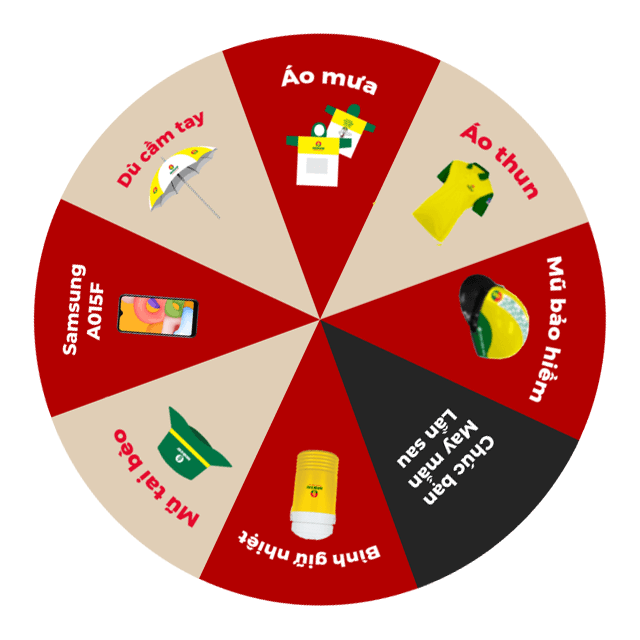 Áo mưa
Áo thun
Mũ bảo hiểm
Chúc bạn
May mắn
Lần sau
Bình giữ nhiệt
Mũ tai bèo
Samsung
A015F
Dù cầm tay